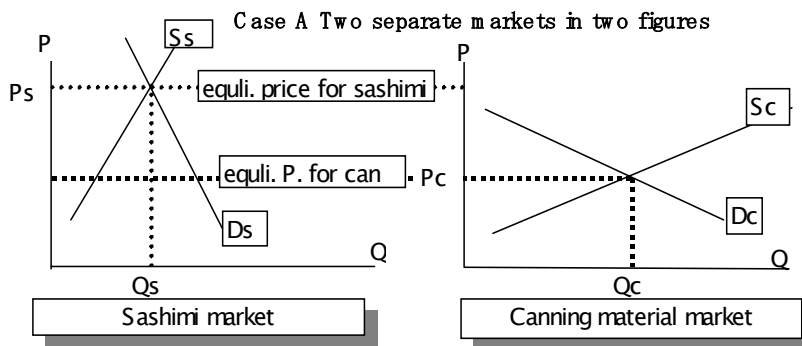 Case A Two separate markets in two figures
P
Ss
Ps
equli. price for sashimi
equli. P. for can
Ds
Q
Qs
Sashimi market
P
Sc
Pc
Dc
Q
Qc
Canning material market